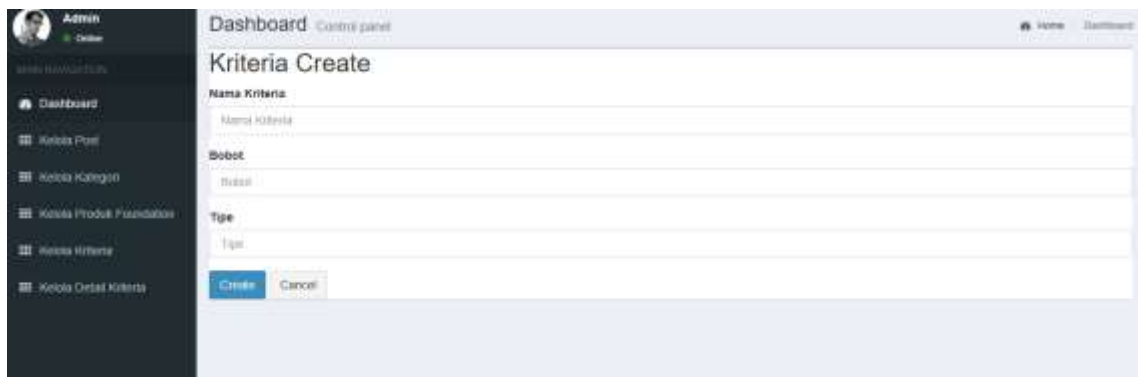 Admin
Online
MAIN NAVIGATION
Dashboard
Kelola Post
Kelola Kategori
Kelola Produk Foundation
Kelola Kriteria
Kelola Detail Kriteria
Dashboard Control panel
Home Dashboard
Kriteria Create
Nama Kriteria
Nama Kriteria
Bobot
Bobot
Tipe
Tipe
Create Cancel